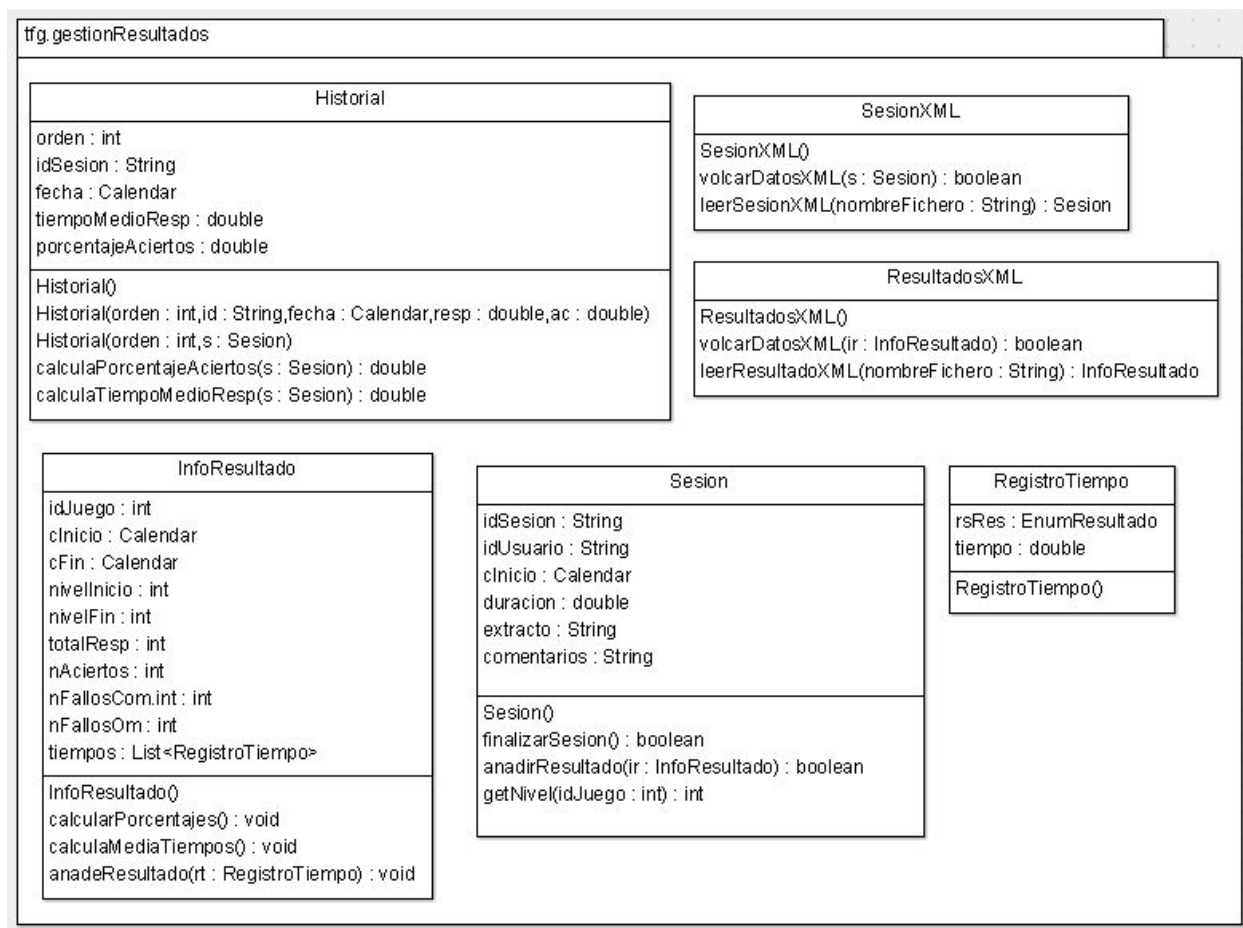 tfg.gestionResultados
Historial
orden : int
idSesion : String
fecha : Calendar
tiempoMedioResp : double
porcentajeAciertos : double
Historial()
Historial(orden : int,id : String,fecha : Calendar,resp : double,ac : double)
Historial(orden : int,s : Sesion)
calculaPorcentajeAciertos(s : Sesion) : double
calculaTiempoMedioResp(s : Sesion) : double
SesionXML
SesionXML()
volcarDatosXML(s : Sesion) : boolean
leerSesionXML(nombreFichero : String) : Sesion
ResultadosXML
ResultadosXML()
volcarDatosXML(ir : InfoResultado) : boolean
leerResultadoXML(nombreFichero : String) : InfoResultado
InfoResultado
idJuego : int
cInicio : Calendar
cFin : Calendar
nivelInicio : int
nivelFin : int
totalResp : int
nAciertos : int
nFallosCom.int : int
nFallosOm : int
tiempos : List<RegistroTiempo>
InfoResultado()
calcularPorcentajes() : void
calculaMediaTiempos() : void
anadeResultado(rt : RegistroTiempo) : void
Sesion
idSesion : String
idUsuario : String
cInicio : Calendar
duracion : double
extracto : String
comentarios : String
Sesion()
finalizarSesion() : boolean
anadirResultado(ir : InfoResultado) : boolean
getNivel(idJuego : int) : int
RegistroTiempo
rsRes : EnumResultado
tiempo : double
RegistroTiempo()